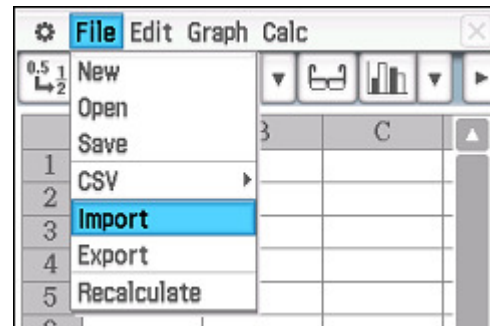 File Edit Graph Calc
0.5 1 2
New
Open
Save
CSV
Import
Export
Recalculate
B C
1
2
3
4
5